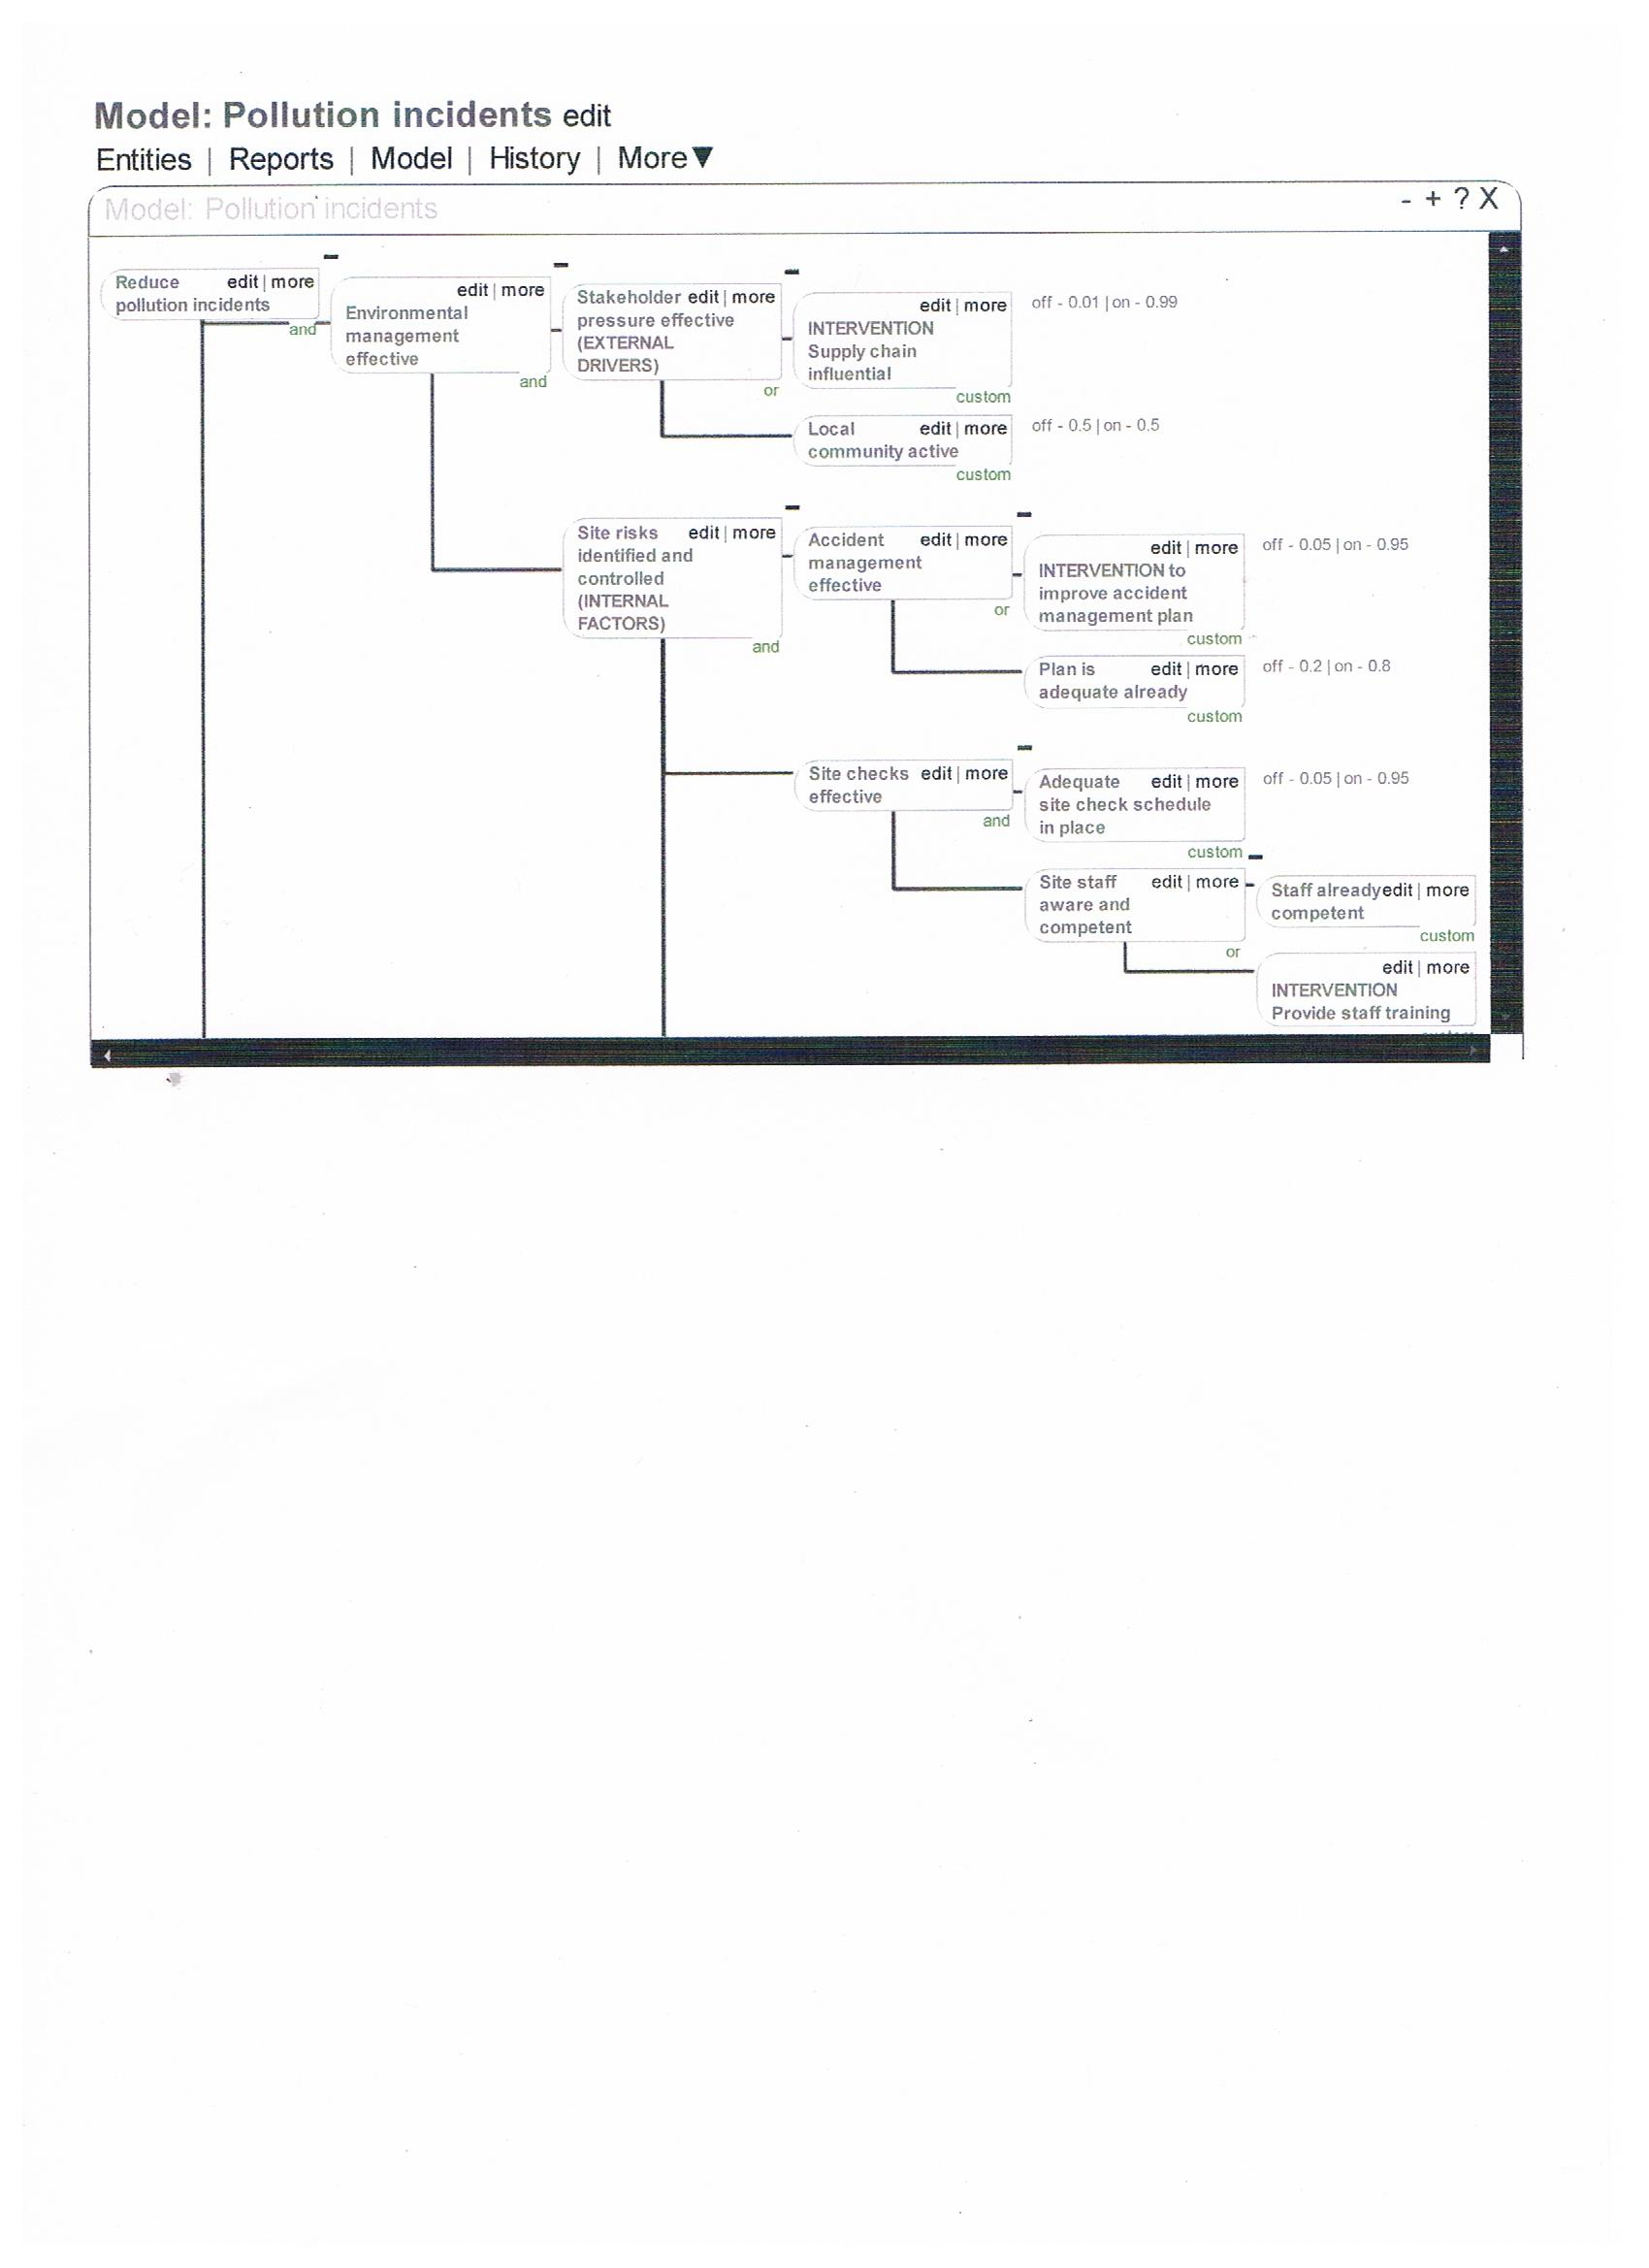 Model: Pollution incidents edit
Entities | Reports | Model | History | More▼
Model: Pollution incidents
- + ? X
Reduce edit | more
pollution incidents
and
edit | more
Environmental
management
effective
and
Stakeholder edit | more
pressure effective
(EXTERNAL
DRIVERS)
or
edit | more
INTERVENTION
Supply chain
influential
custom
off - 0.01 | on - 0.99
Local edit | more
community active
custom
off - 0.5 | on - 0.5
Site risks edit | more
identified and
controlled
(INTERNAL
FACTORS)
and
Accident edit | more
management
effective
or
edit | more
INTERVENTION to
improve accident
management plan
custom
off - 0.05 | on - 0.95
Plan is edit | more
adequate already
custom
off - 0.2 | on - 0.8
Site checks edit | more
effective
and
Adequate edit | more
site check schedule
in place
custom
off - 0.05 | on - 0.95
Site staff edit | more
aware and
competent
or
Staff already edit | more
competent
custom
edit | more
INTERVENTION
Provide staff training